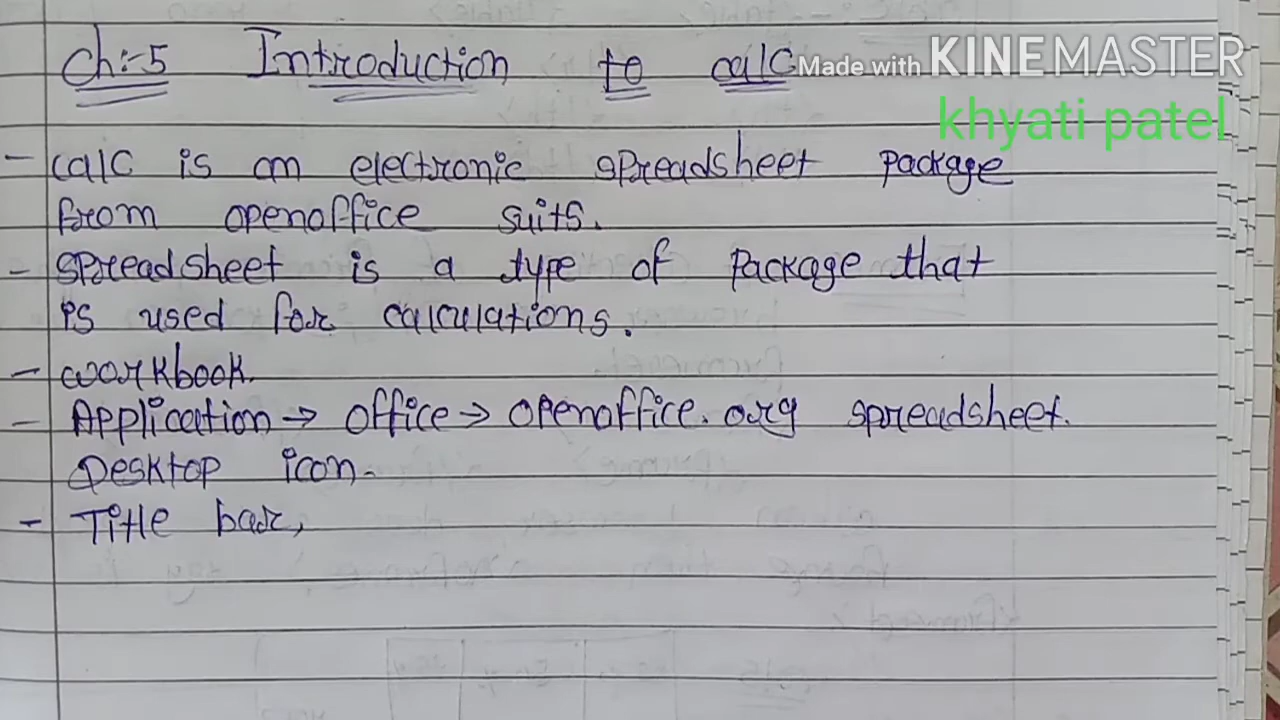 Ch:-5 Introduction to calc
Made with KINEMASTER
khyati patel
- calc is an electronic spreadsheet package
from openoffice suits.
- spreadsheet is a type of package that
is used for calculations.
- workbook.
- Application → office → openoffice.org spreadsheet.
Desktop icon.
- Title bar,